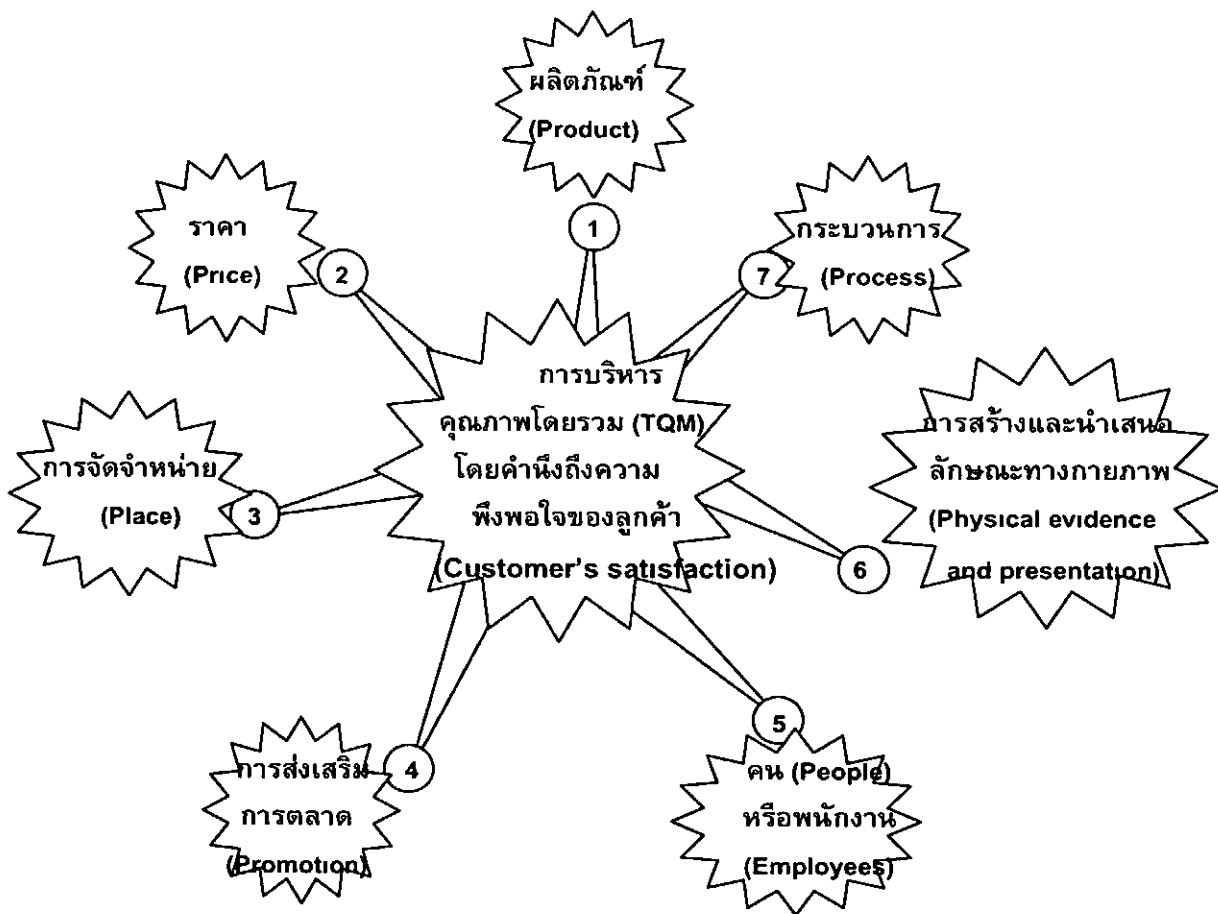 ผลิตภัณฑ์
(Product)
1
ราคา
(Price)
2
กระบวนการ
(Process)
7
การบริหาร
คุณภาพโดยรวม (TQM)
โดยคำนึงถึงความ
พึงพอใจของลูกค้า
(Customer's satisfaction)
การจัดจำหน่าย
(Place)
3
การสร้างและนำเสนอ
ลักษณะทางกายภาพ
(Physical evidence
and presentation)
6
การส่งเสริม
การตลาด
(Promotion)
4
5
คน (People)
หรือพนักงาน
(Employees)